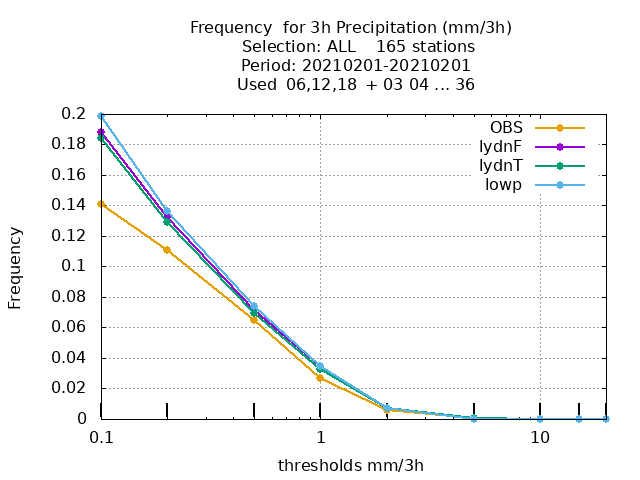 Frequency  for 3h Precipitation (mm/3h)
Selection: ALL    165 stations
Period: 20210201-20210201
Used  06,12,18  + 03 04 ... 36
OBS
lydnF
lydnT
lowp
0.2
0.18
0.16
0.14
0.12
0.1
0.08
0.06
0.04
0.02
0
Frequency
0.1
1
10
thresholds mm/3h